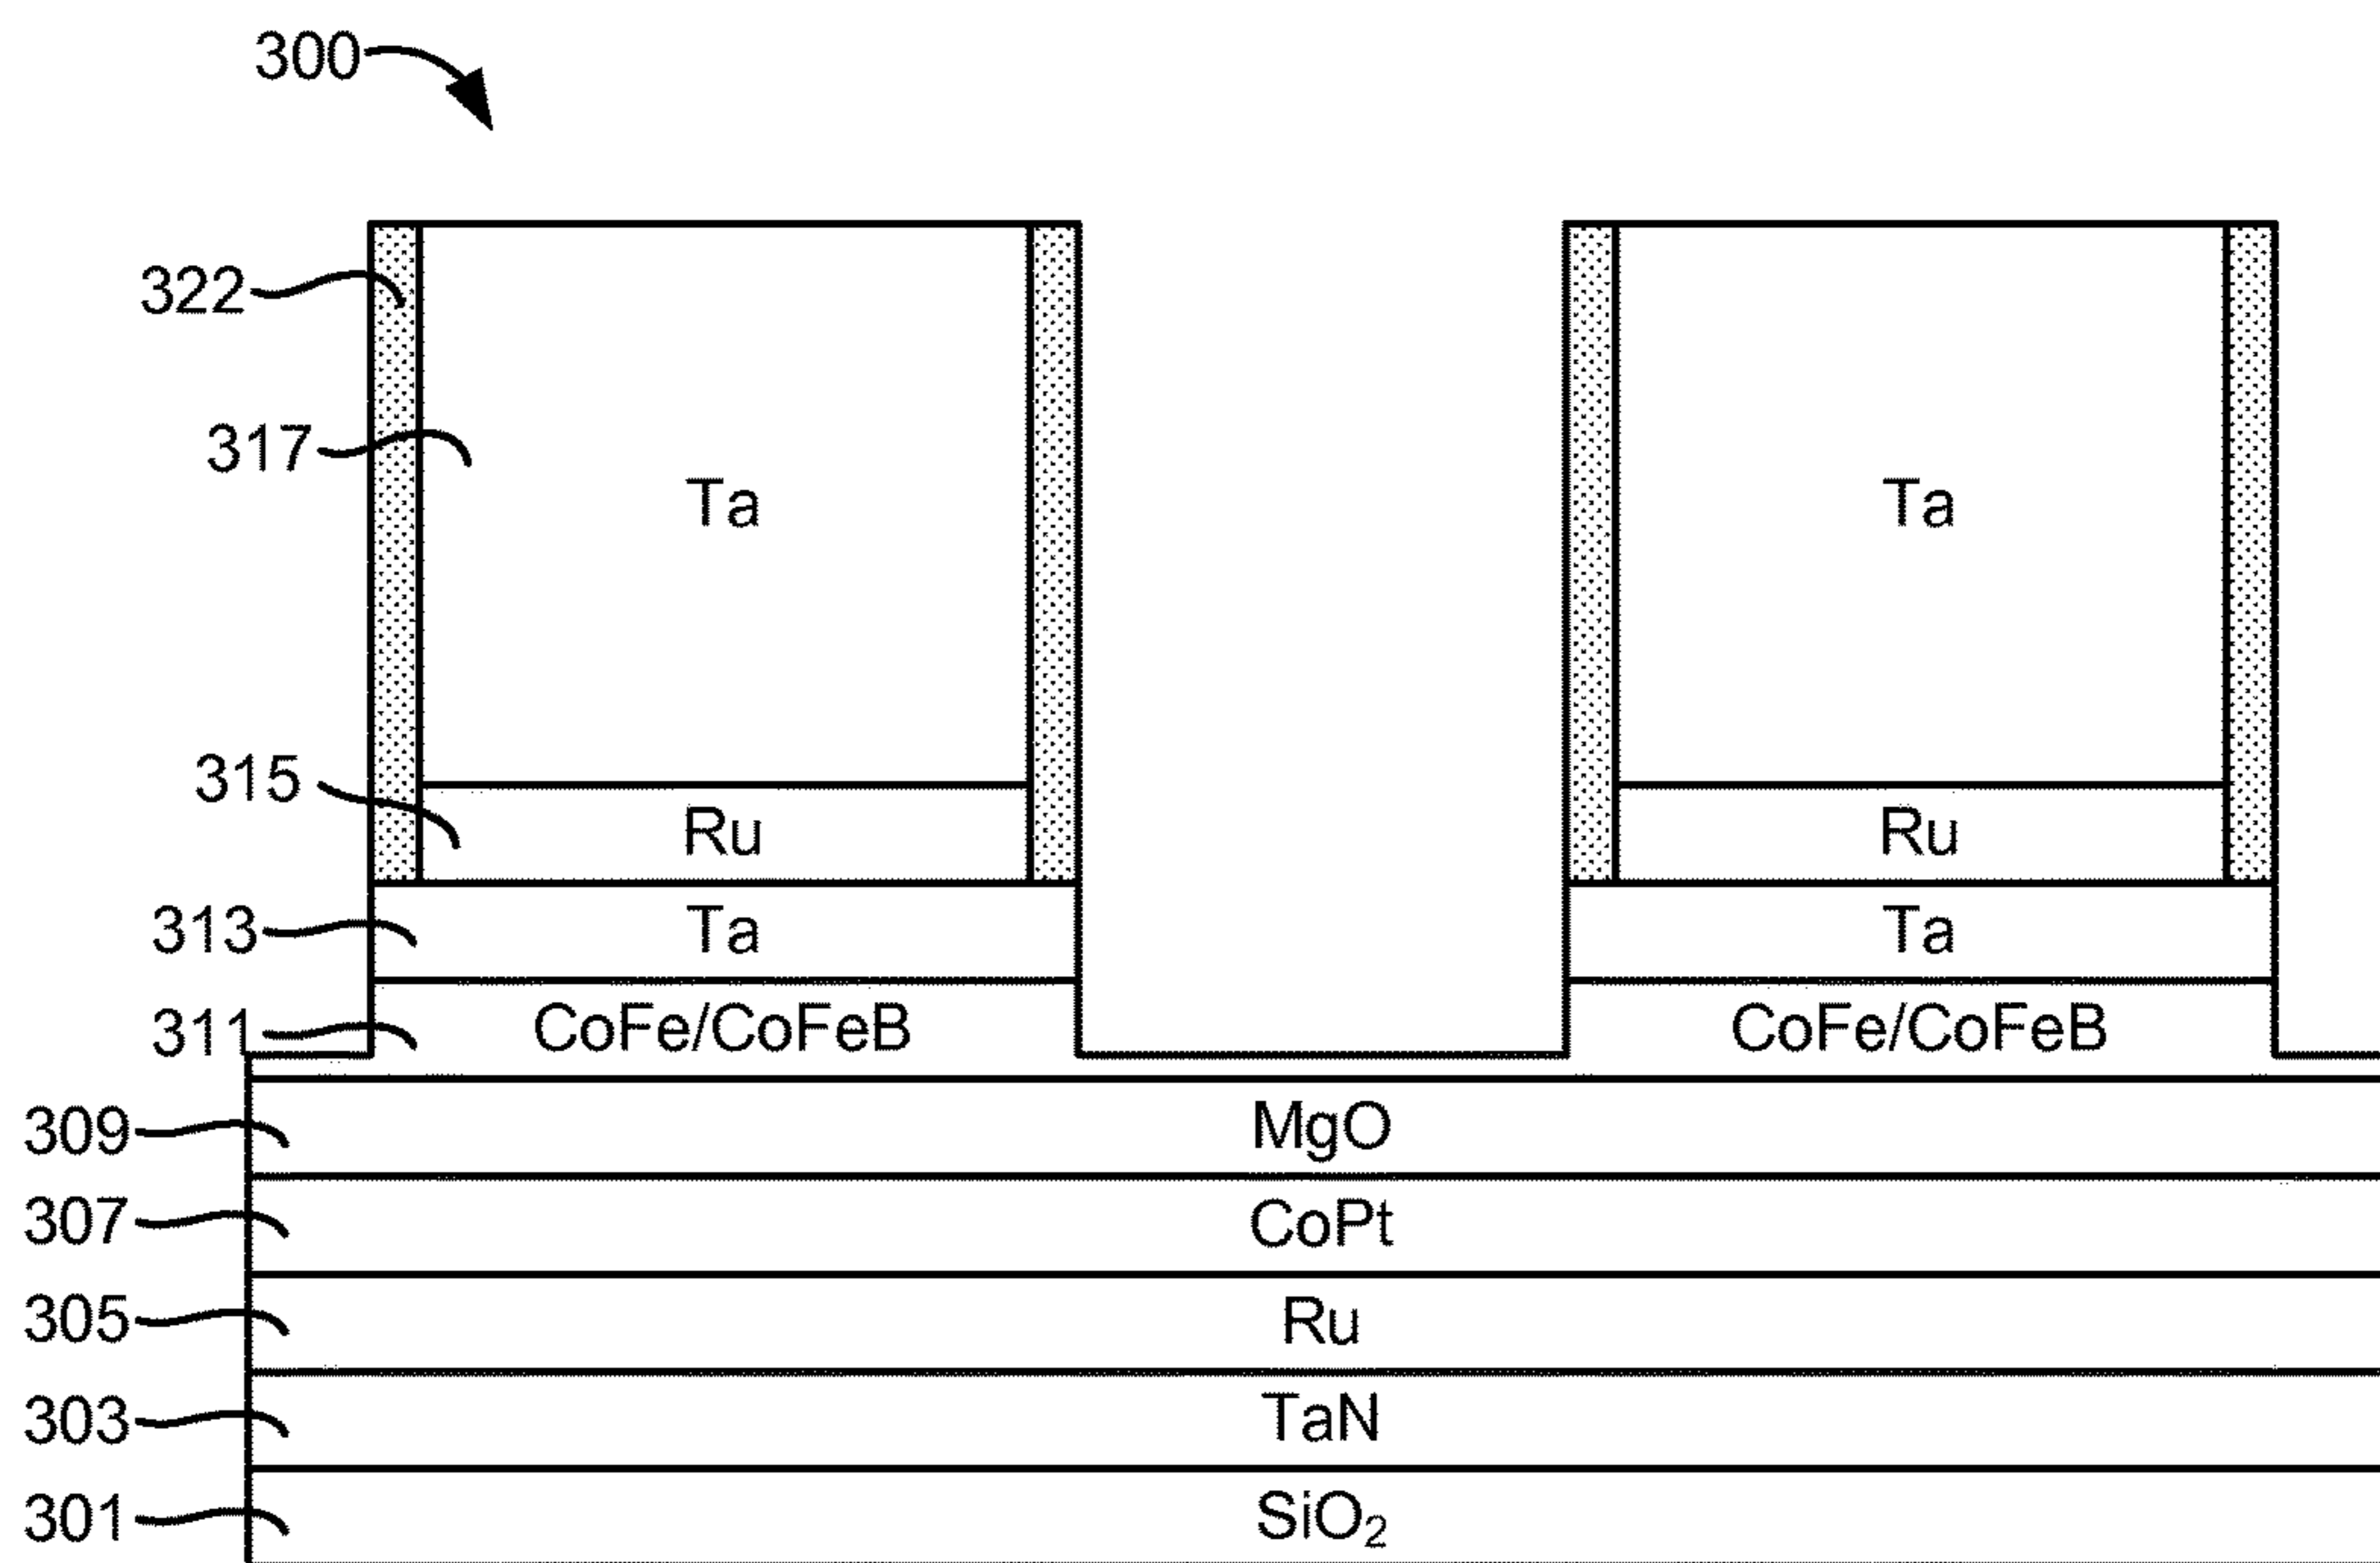 300
322
317 Ta Ta
315 Ru Ru
313 Ta Ta
311 CoFe/CoFeB CoFe/CoFeB
309 MgO
307 CoPt
305 Ru
303 TaN
301 SiO₂